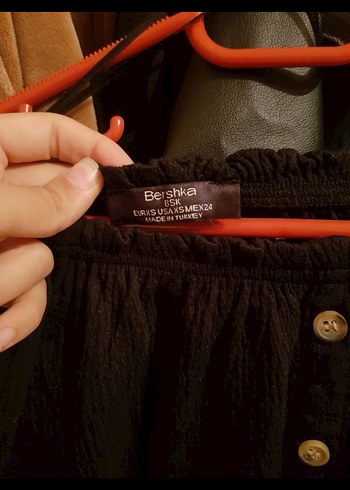 Bershka
BSK
EUR XS USA XS MEX 24
MADE IN TURKEY